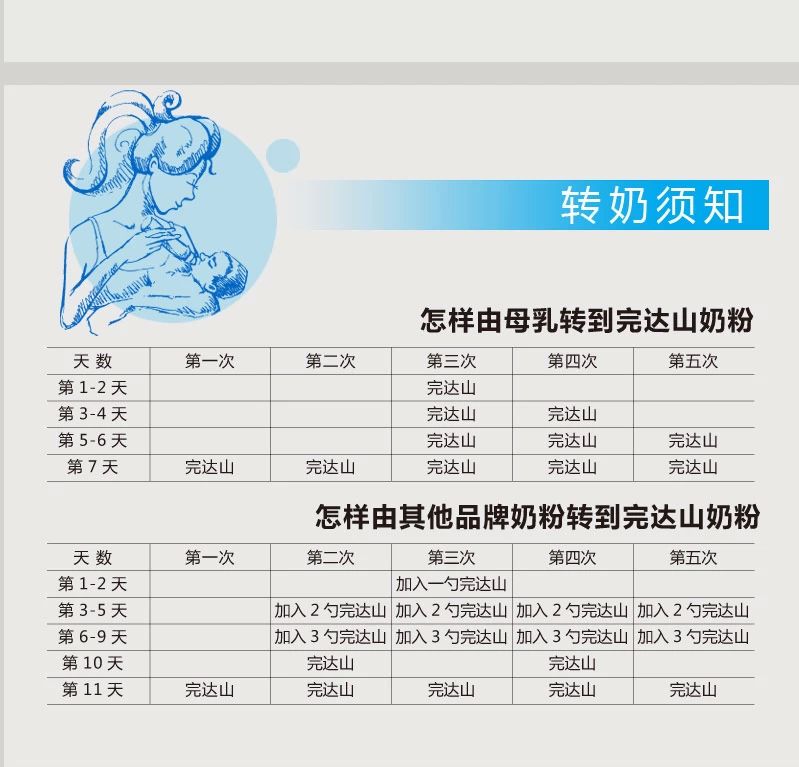 转奶须知
怎样由母乳转到完达山奶粉
天 数 第一次 第二次 第三次 第四次 第五次
第 1-2 天 完达山
第 3-4 天 完达山 完达山
第 5-6 天 完达山 完达山 完达山
第 7 天 完达山 完达山 完达山 完达山 完达山
怎样由其他品牌奶粉转到完达山奶粉
天 数 第一次 第二次 第三次 第四次 第五次
第 1-2 天 加入一勺完达山
第 3-5 天 加入 2 勺完达山 加入 2 勺完达山 加入 2 勺完达山 加入 2 勺完达山
第 6-9 天 加入 3 勺完达山 加入 3 勺完达山 加入 3 勺完达山 加入 3 勺完达山
第 10 天 完达山 完达山
第 11 天 完达山 完达山 完达山 完达山 完达山